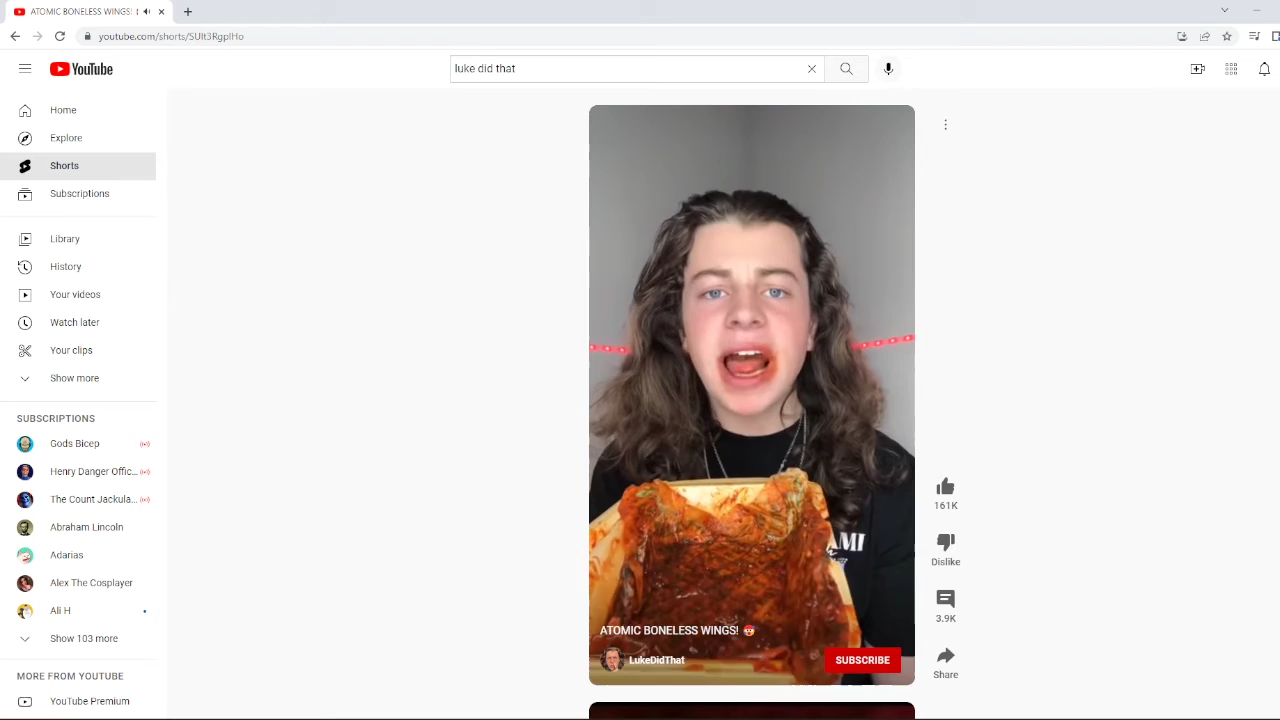 ATOMIC BONELESS WINGS!
youtube.com/shorts/SUlt3RgplHo
YouTube
luke did that
Home
Explore
Shorts
Subscriptions
Library
History
Your videos
Watch later
Your clips
Show more
SUBSCRIPTIONS
Gods Bicep
Henry Danger Offic...
The Count Jackula...
Abraham Lincoln
Adarias
Alex The Cosplayer
Ali H
Show 103 more
MORE FROM YOUTUBE
YouTube Premium
AMI
ATOMIC BONELESS WINGS!
LukeDidThat
SUBSCRIBE
161K
Dislike
3.9K
Share